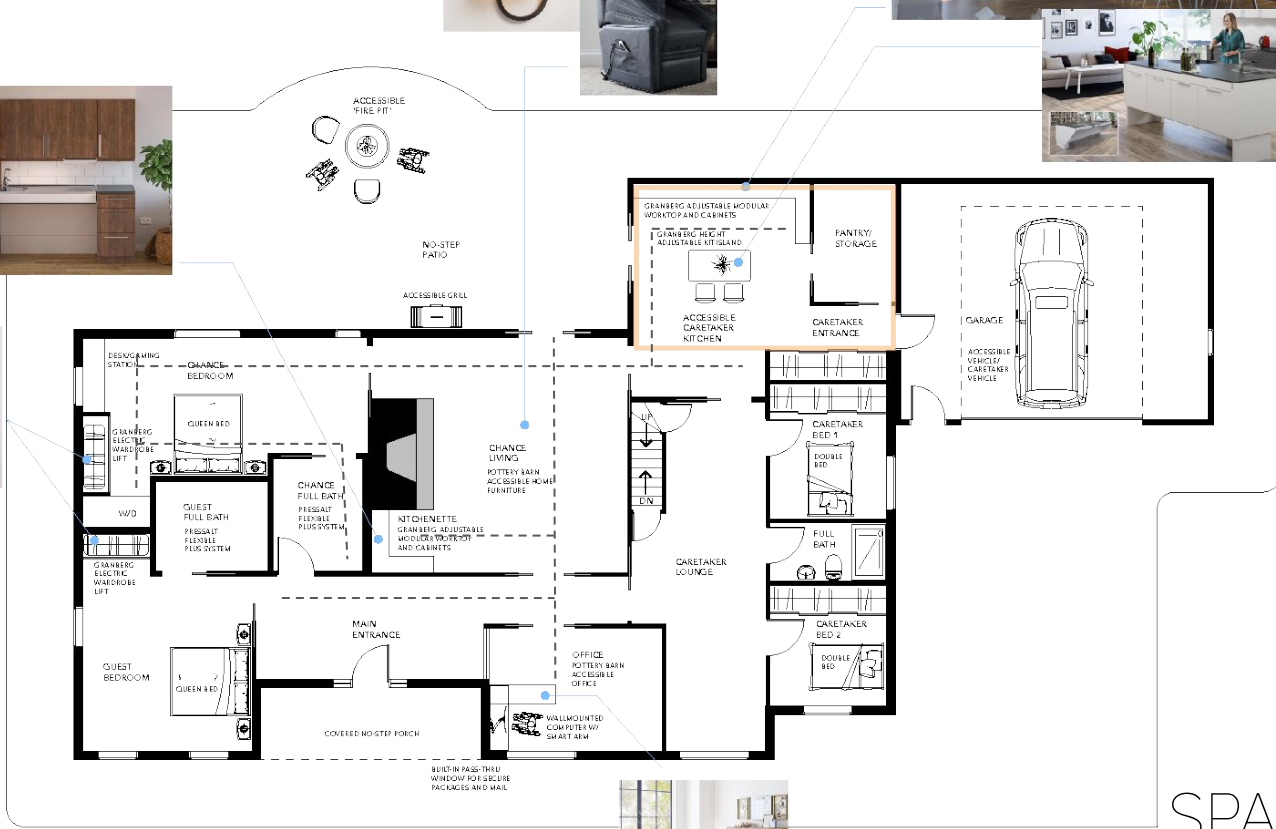 ACCESSIBLE
'FIRE PIT'
NO-STEP
PATIO
ACCESSIBLE GRILL
GRANBERG ADJUSTABLE MODULAR
WORKTOP AND CABINETS
GRANBERG HEIGHT
ADJUSTABLE KIT ISLAND
PANTRY/
STORAGE
ACCESSIBLE
CARETAKER
KITCHEN
CARETAKER
ENTRANCE
GARAGE
ACCESSIBLE
VEHICLE/
CARETAKER
VEHICLE
DESK/GAMING
STATION
CHANCE
BEDROOM
QUEEN BED
GRANBERG
ELECTRIC
WARDROBE
LIFT
W/D
GUEST
FULL BATH
PRESSALT
FLEXIBLE
PLUS SYSTEM
CHANCE
FULL BATH
PRESSALT
FLEXIBLE
PLUS SYSTEM
CHANCE
LIVING
POTTERY BARN
ACCESSIBLE HOME
FURNITURE
KITCHENETTE
GRANBERG ADJUSTABLE
MODULAR WORKTOP
AND CABINETS
UP
DN
CARETAKER
BED 1
DOUBLE
BED
FULL
BATH
CARETAKER
LOUNGE
CARETAKER
BED 2
DOUBLE
BED
GRANBERG
ELECTRIC
WARDROBE
LIFT
GUEST
BEDROOM
QUEEN BED
MAIN
ENTRANCE
OFFICE
POTTERY BARN
ACCESSIBLE
OFFICE
WALLMOUNTED
COMPUTER W/
SMART ARM
COVERED NO-STEP PORCH
BUILT-IN PASS-THRU
WINDOW FOR SECURE
PACKAGES AND MAIL
SPA